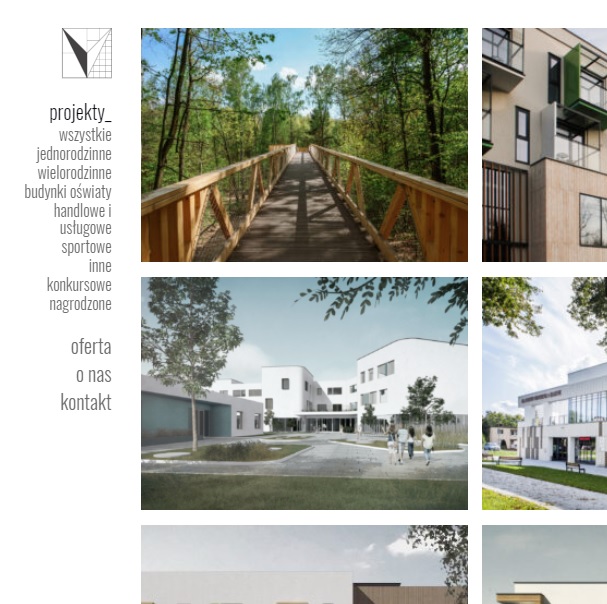 projekty_
wszystkie
jednorodzinne
wielorodzinne
budynki oświaty
handlowe i
usługowe
sportowe
inne
konkursowe
nagrodzone
oferta
o nas
kontakt